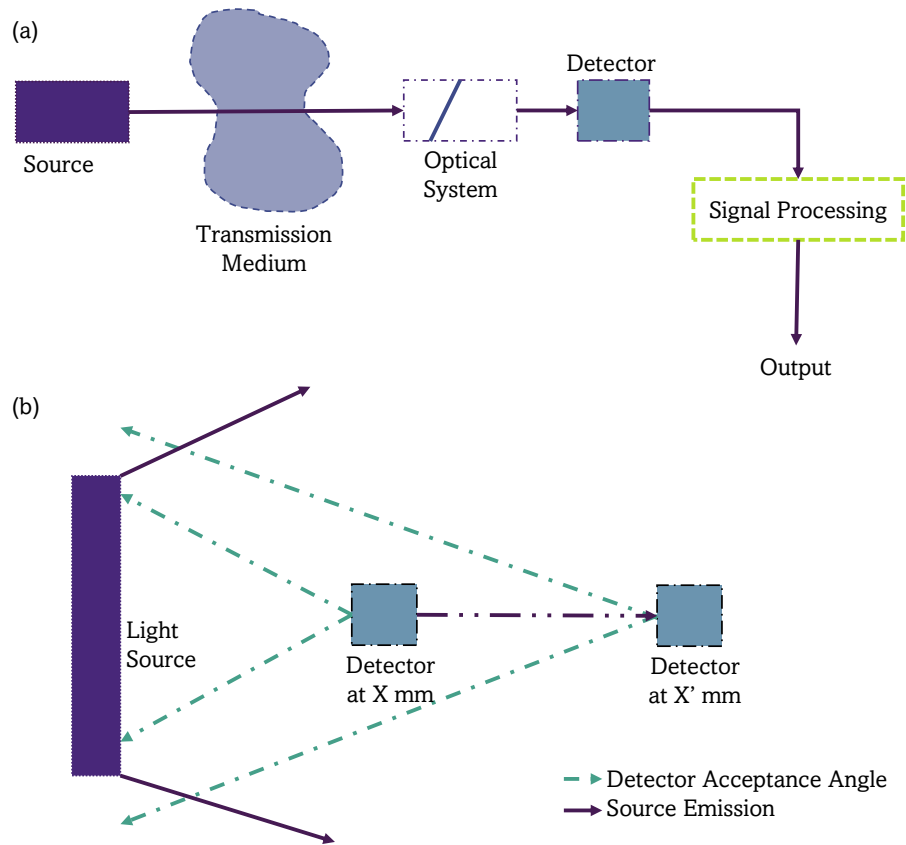 (a)
Source
Transmission
Medium
Optical
System
Detector
Signal Processing
Output
(b)
Light
Source
Detector
at X mm
Detector
at X’ mm
Detector Acceptance Angle
Source Emission